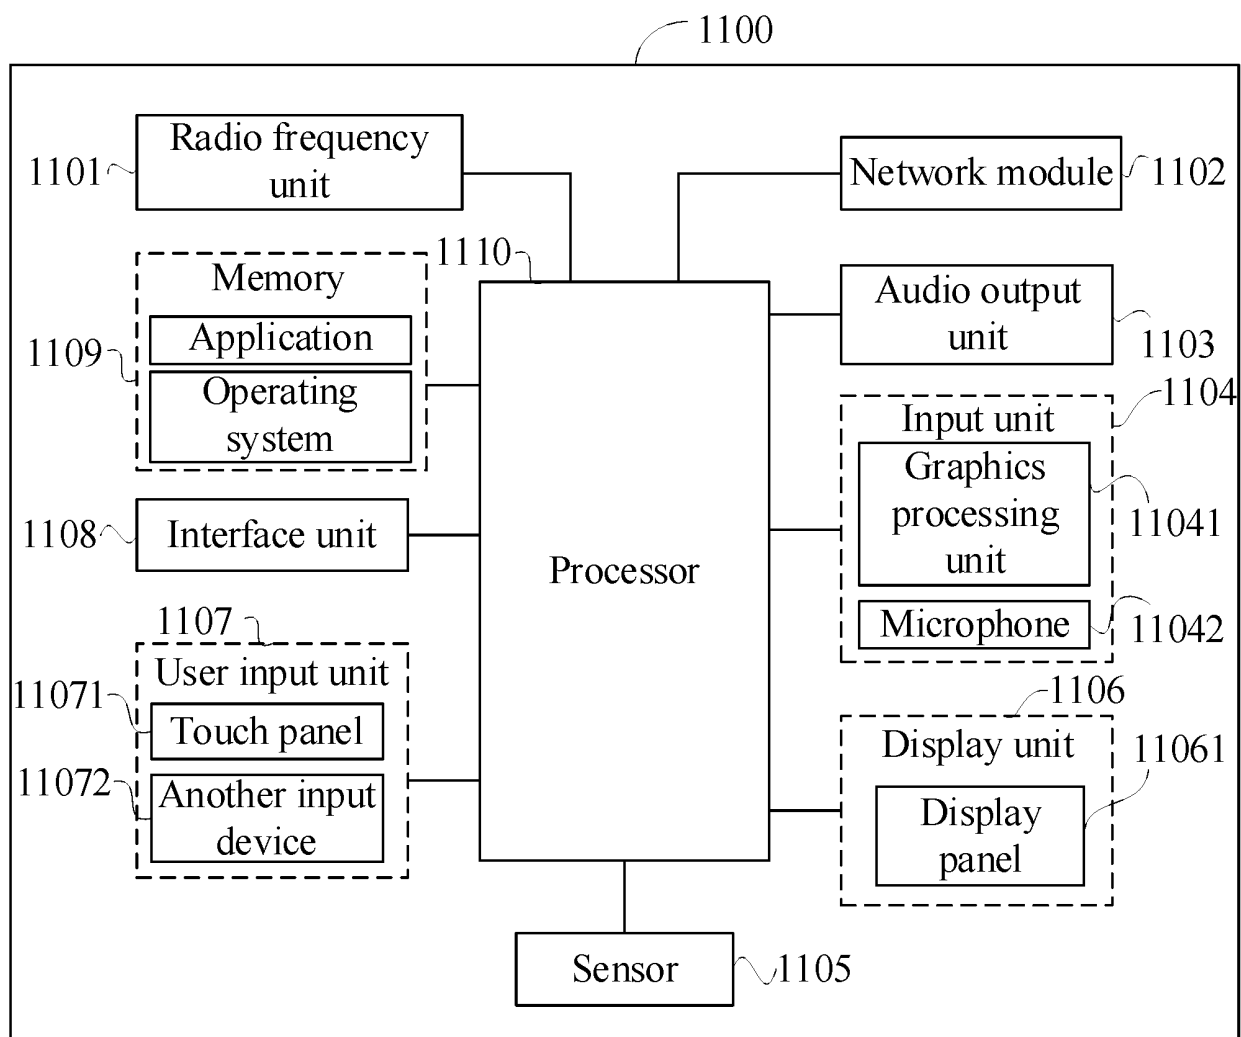 1100
1101
Radio frequency
unit
Network module
1102
1110
Memory
Application
Operating
system
1109
Audio output
unit
1103
1104
Input unit
Graphics
processing
unit
11041
Microphone
11042
1108
Interface unit
Processor
1107
User input unit
11071
Touch panel
11072
Another input
device
1106
Display unit
11061
Display
panel
Sensor
1105